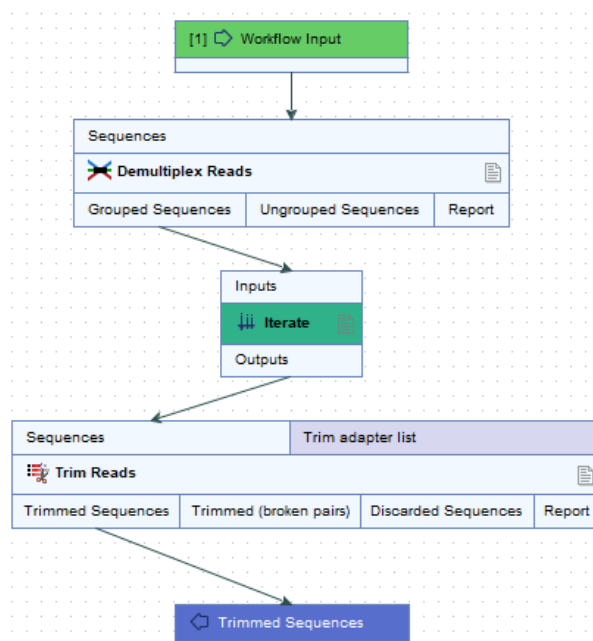 [1] Workflow Input
Sequences
Demultiplex Reads
Grouped Sequences Ungrouped Sequences Report
Inputs
Iterate
Outputs
Sequences Trim adapter list
Trim Reads
Trimmed Sequences Trimmed (broken pairs) Discarded Sequences Report
Trimmed Sequences